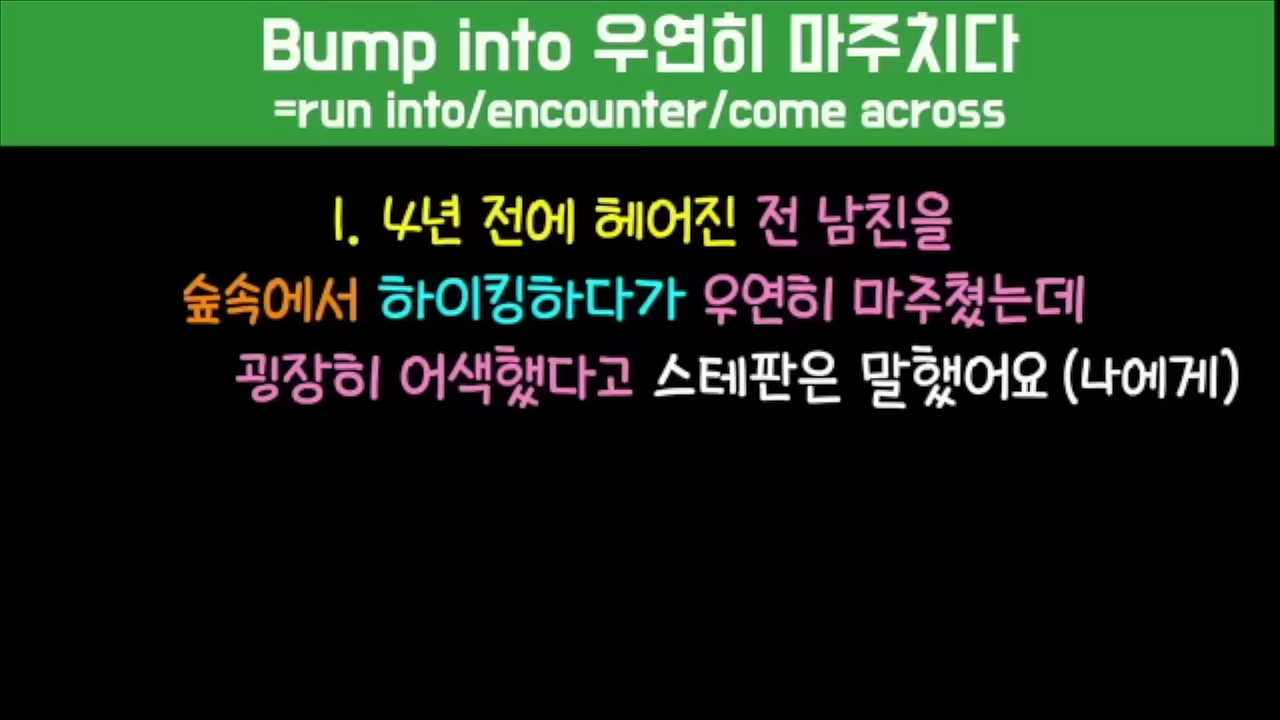 Bump into 우연히 마주치다
=run into/encounter/come across
1. 4년 전에 헤어진 전 남친을
숲속에서 하이킹하다가 우연히 마주쳤는데
굉장히 어색했다고 스테판은 말했어요 (나에게)